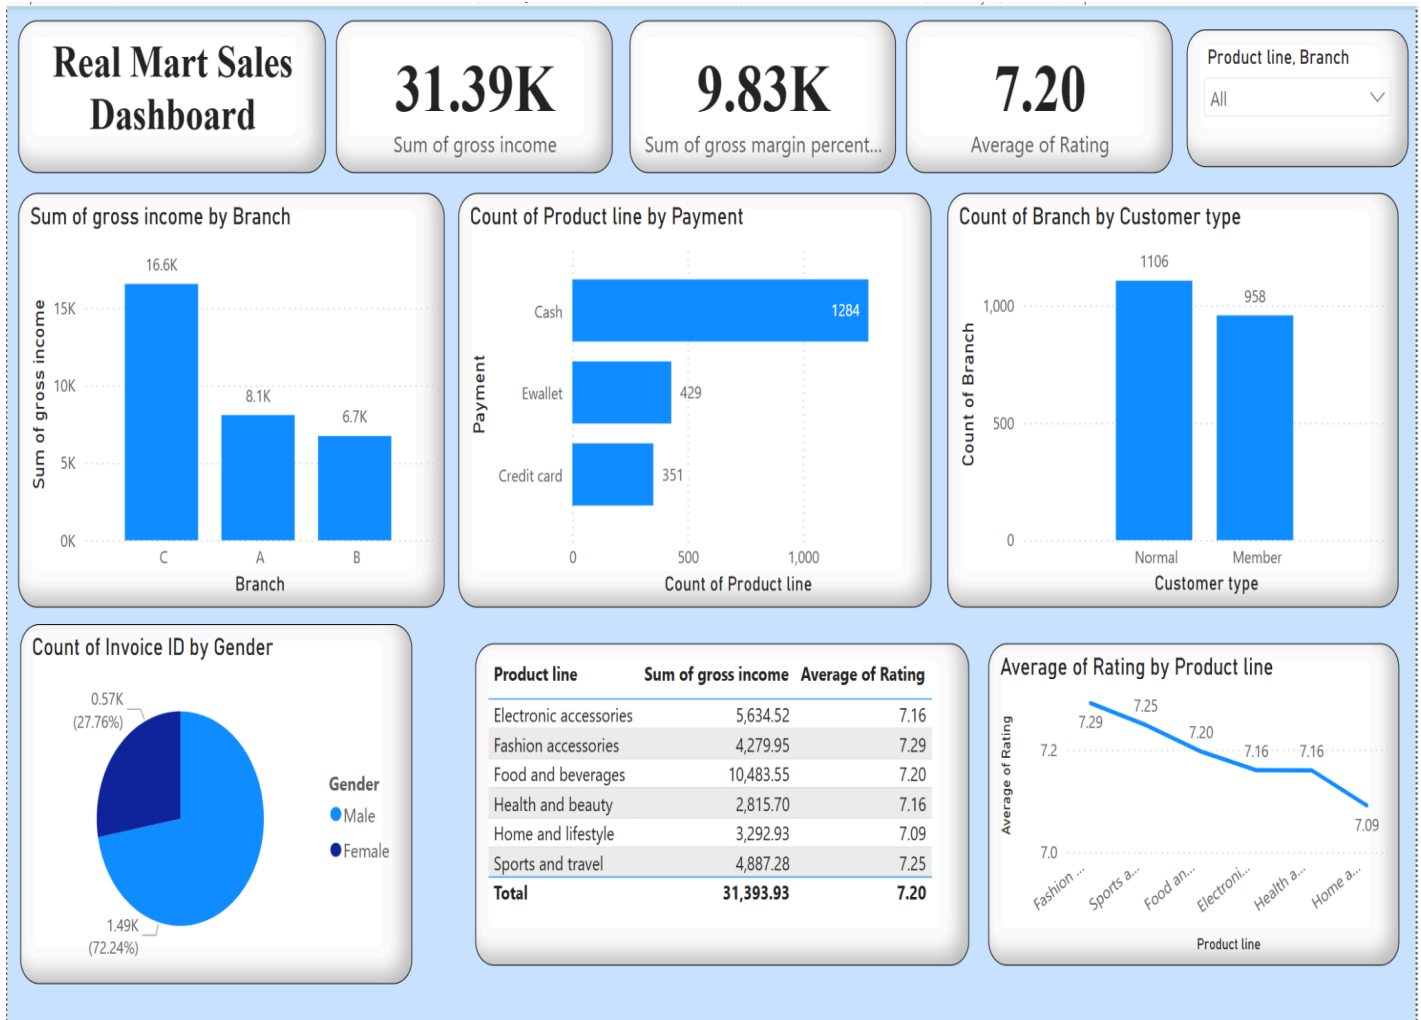 Real Mart Sales
Dashboard
31.39K
Sum of gross income
9.83K
Sum of gross margin percent...
7.20
Average of Rating
Product line, Branch
All
Sum of gross income by Branch
Sum of gross income
15K
10K
5K
0K
16.6K
8.1K
6.7K
C
A
B
Branch
Count of Product line by Payment
Payment
Cash
1284
Ewallet
429
Credit card
351
0
500
1,000
Count of Product line
Count of Branch by Customer type
Count of Branch
1,000
500
0
1106
958
Normal
Member
Customer type
Count of Invoice ID by Gender
0.57K
(27.76%)
1.49K
(72.24%)
Gender
Male
Female
Product line Sum of gross income Average of Rating
Electronic accessories 5,634.52 7.16
Fashion accessories 4,279.95 7.29
Food and beverages 10,483.55 7.20
Health and beauty 2,815.70 7.16
Home and lifestyle 3,292.93 7.09
Sports and travel 4,887.28 7.25
Total 31,393.93 7.20
Average of Rating by Product line
Average of Rating
7.2
7.0
7.29
7.25
7.20
7.16
7.16
7.09
Fashion ...
Sports a...
Food an...
Electroni...
Health a...
Home a...
Product line